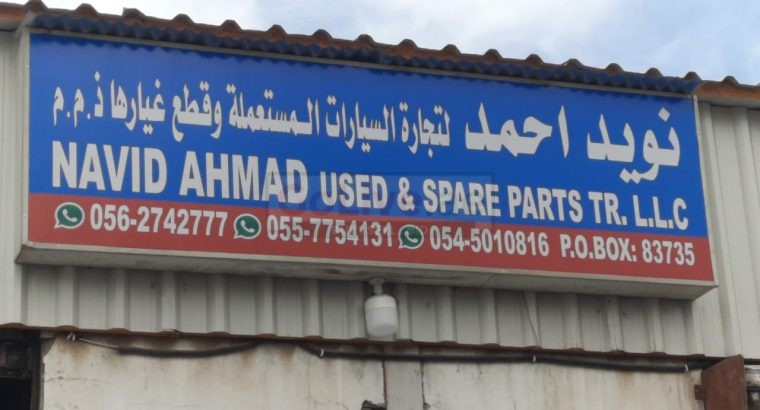 نويد احمد لتجارة السيارات المستعملة وقطع غيارها ذ.م.م
NAVID AHMAD USED & SPARE PARTS TR. L.L.C
056-2742777 055-7754131 054-5010816 P.O.BOX: 83735